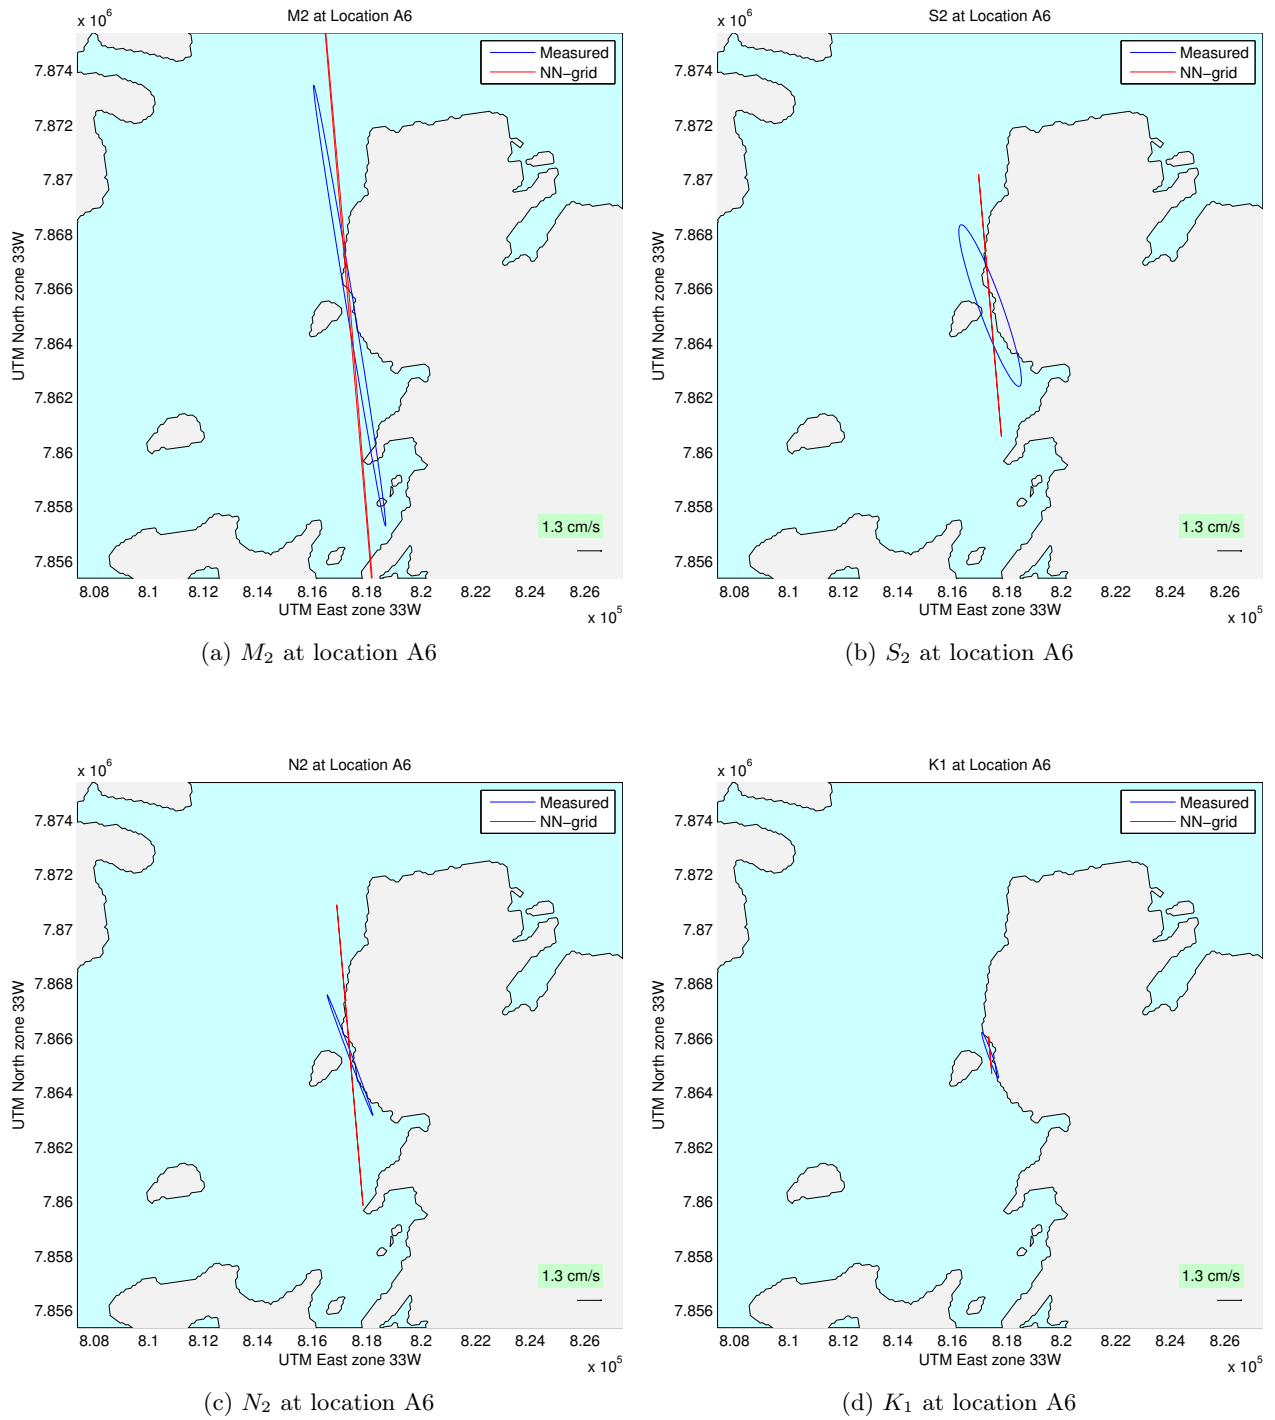 M2 at Location A6
x 10^6
Measured
NN-grid
7.874
7.872
7.87
7.868
7.866
7.864
7.862
7.86
7.858
7.856
UTM North zone 33W
1.3 cm/s
8.08 8.1 8.12 8.14 8.16 8.18 8.2 8.22 8.24 8.26
UTM East zone 33W
x 10^5
(a) M_2 at location A6
S2 at Location A6
x 10^6
Measured
NN-grid
7.874
7.872
7.87
7.868
7.866
7.864
7.862
7.86
7.858
7.856
UTM North zone 33W
1.3 cm/s
8.08 8.1 8.12 8.14 8.16 8.18 8.2 8.22 8.24 8.26
UTM East zone 33W
x 10^5
(b) S_2 at location A6
N2 at Location A6
x 10^6
Measured
NN-grid
7.874
7.872
7.87
7.868
7.866
7.864
7.862
7.86
7.858
7.856
UTM North zone 33W
1.3 cm/s
8.08 8.1 8.12 8.14 8.16 8.18 8.2 8.22 8.24 8.26
UTM East zone 33W
x 10^5
(c) N_2 at location A6
K1 at Location A6
x 10^6
Measured
NN-grid
7.874
7.872
7.87
7.868
7.866
7.864
7.862
7.86
7.858
7.856
UTM North zone 33W
1.3 cm/s
8.08 8.1 8.12 8.14 8.16 8.18 8.2 8.22 8.24 8.26
UTM East zone 33W
x 10^5
(d) K_1 at location A6